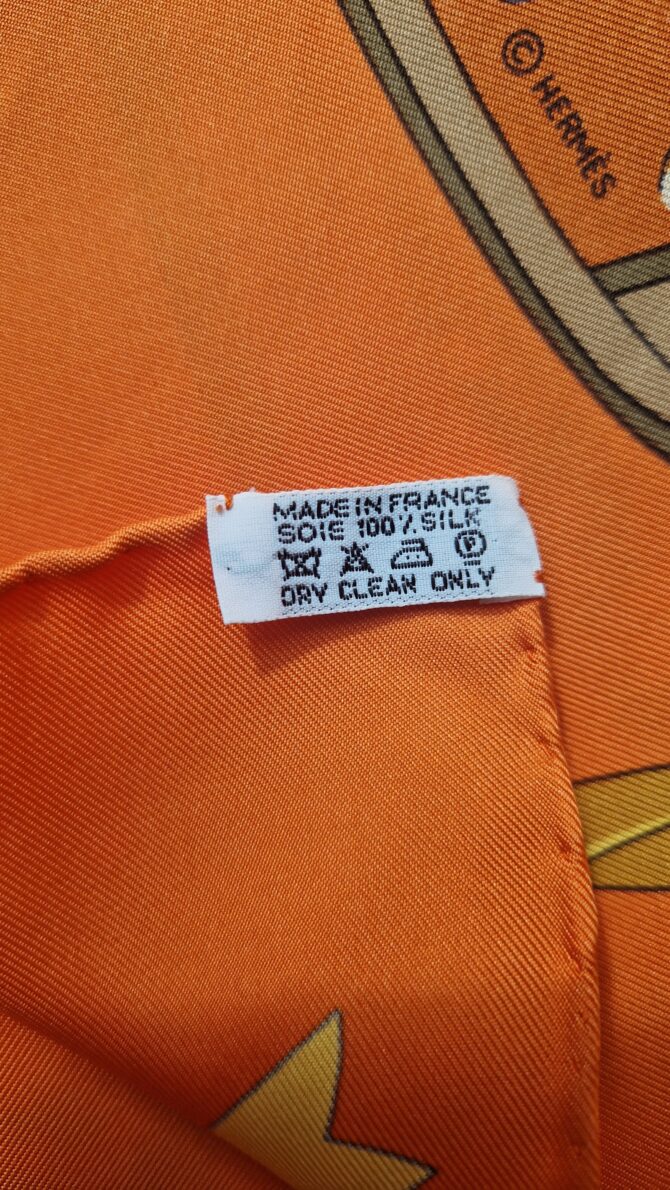 © HERMÈS
MADE IN FRANCE
SOIE 100% SILK
P
DRY CLEAN ONLY